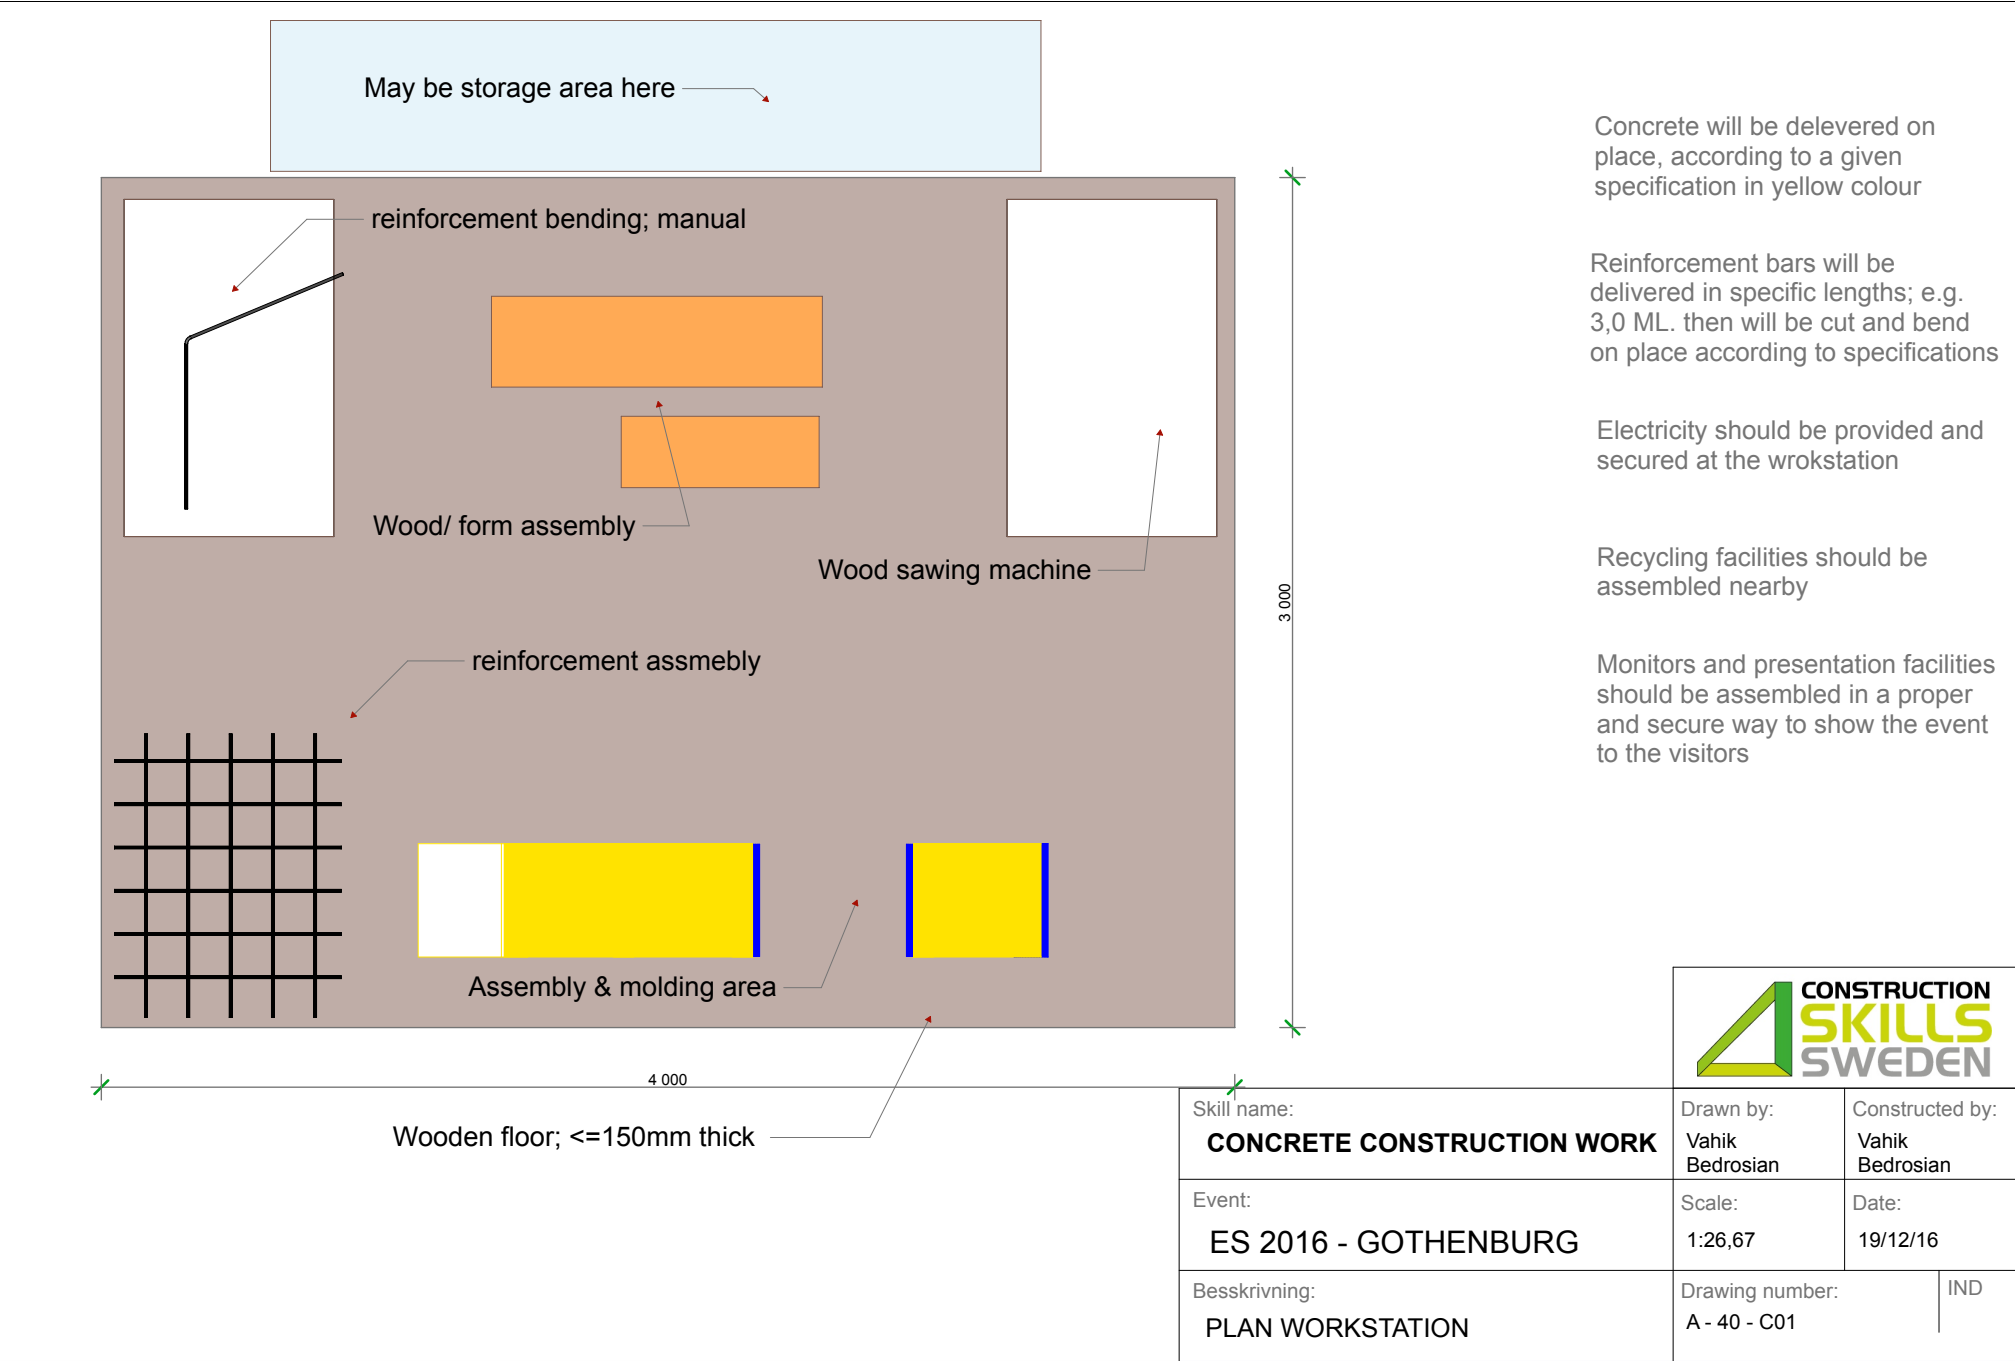 May be storage area here
reinforcement bending; manual
Wood/ form assembly
Wood sawing machine
reinforcement assmebly
Assembly & molding area
3 000
4 000
Wooden floor; <=150mm thick
Concrete will be delevered on
place, according to a given
specification in yellow colour
Reinforcement bars will be
delivered in specific lengths; e.g.
3,0 ML. then will be cut and bend
on place according to specifications
Electricity should be provided and
secured at the wrokstation
Recycling facilities should be
assembled nearby
Monitors and presentation facilities
should be assembled in a proper
and secure way to show the event
to the visitors
CONSTRUCTION
SKILLS
SWEDEN
Skill name:
CONCRETE CONSTRUCTION WORK
Drawn by:
Vahik
Bedrosian
Constructed by:
Vahik
Bedrosian
Event:
ES 2016 - GOTHENBURG
Scale:
1:26,67
Date:
19/12/16
Besskrivning:
PLAN WORKSTATION
Drawing number:
A - 40 - C01
IND